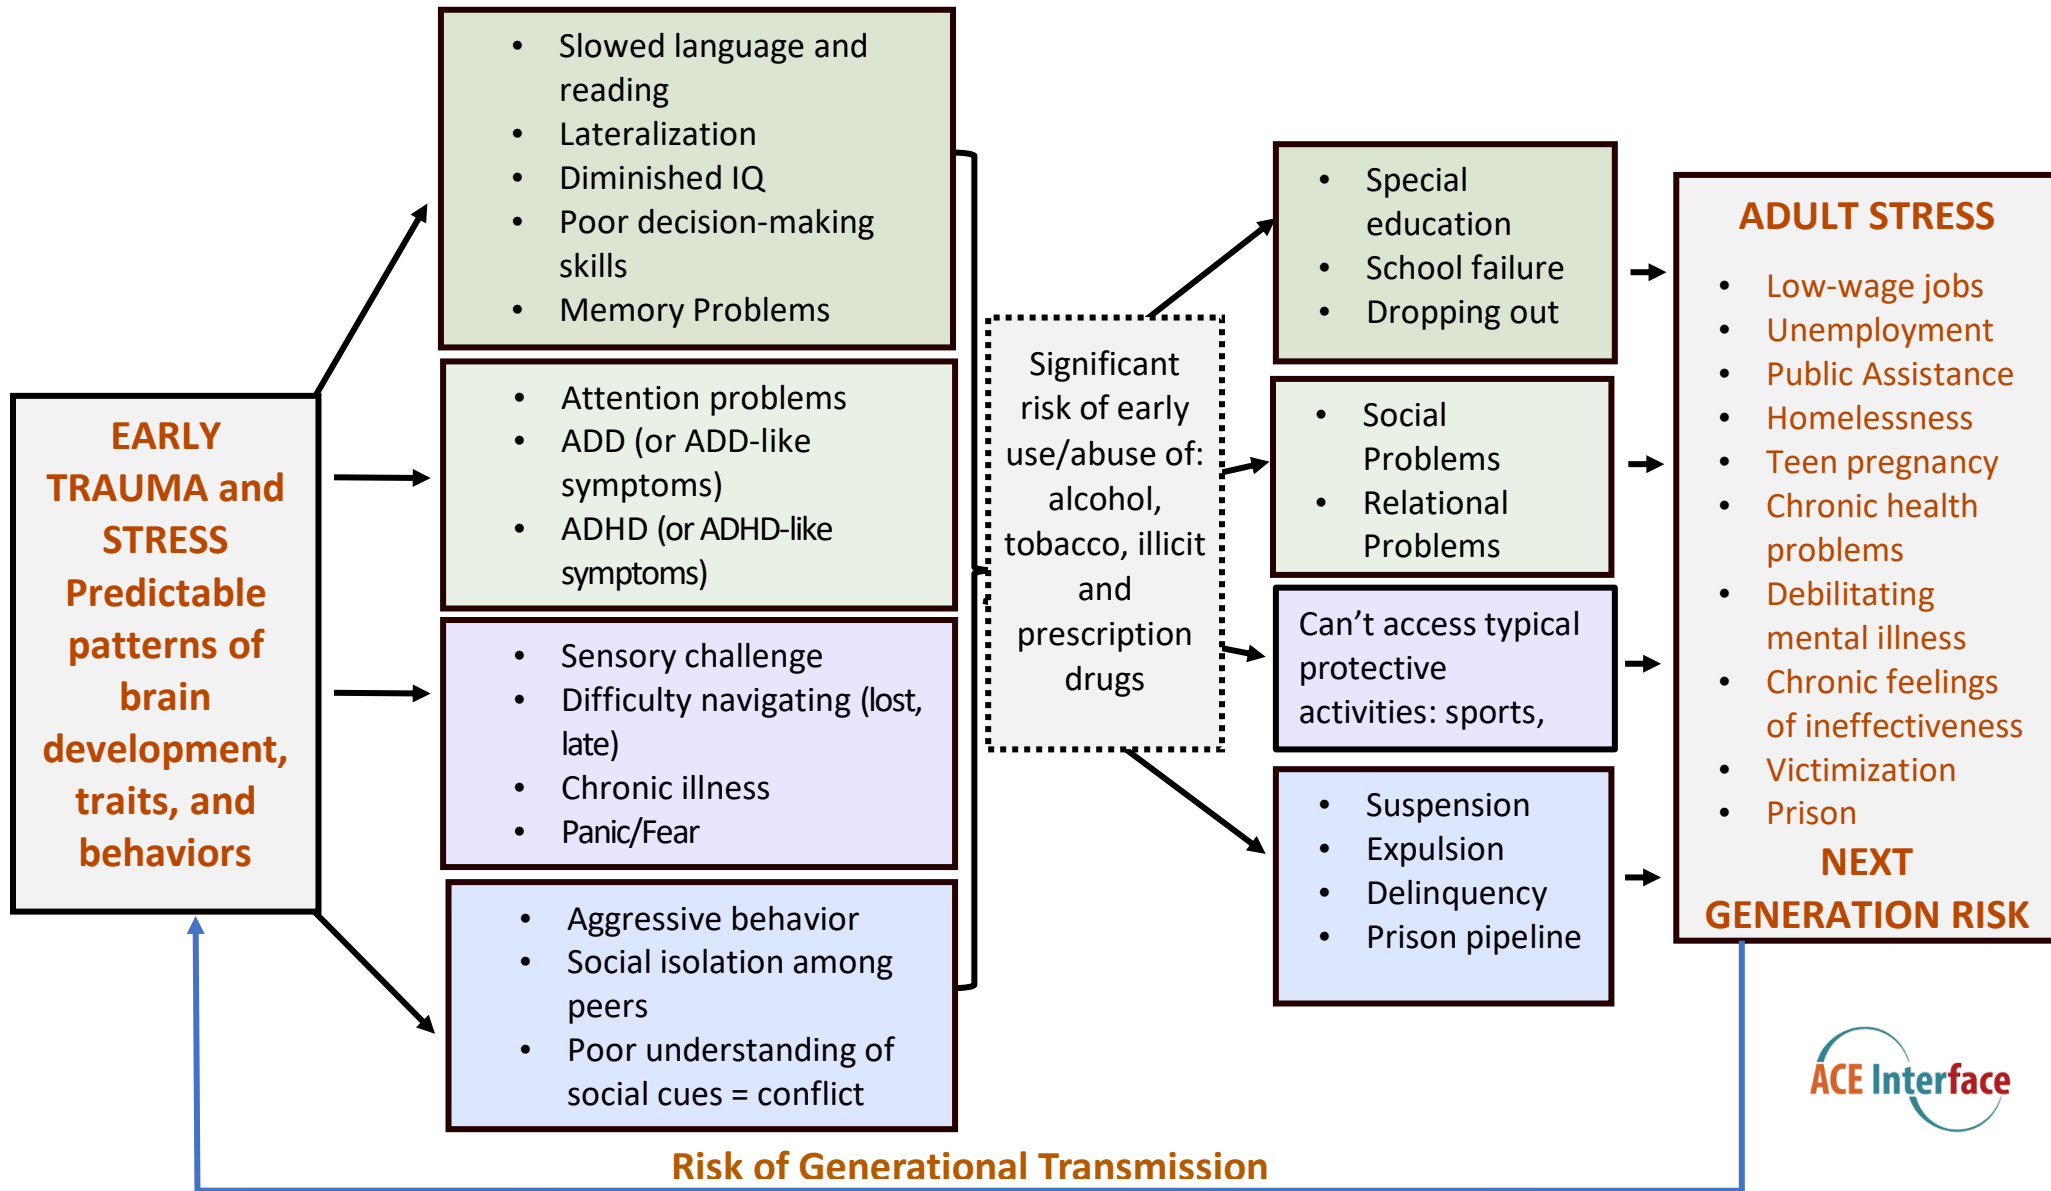 EARLY
TRAUMA and
STRESS
Predictable
patterns of
brain
development,
traits, and
behaviors
• Slowed language and
reading
• Lateralization
• Diminished IQ
• Poor decision-making
skills
• Memory Problems
• Attention problems
• ADD (or ADD-like
symptoms)
• ADHD (or ADHD-like
symptoms)
• Sensory challenge
• Difficulty navigating (lost,
late)
• Chronic illness
• Panic/Fear
• Aggressive behavior
• Social isolation among
peers
• Poor understanding of
social cues = conflict
Significant
risk of early
use/abuse of:
alcohol,
tobacco, illicit
and
prescription
drugs
• Special
education
• School failure
• Dropping out
• Social
Problems
• Relational
Problems
Can’t access typical
protective
activities: sports,
• Suspension
• Expulsion
• Delinquency
• Prison pipeline
ADULT STRESS
• Low-wage jobs
• Unemployment
• Public Assistance
• Homelessness
• Teen pregnancy
• Chronic health
problems
• Debilitating
mental illness
• Chronic feelings
of ineffectiveness
• Victimization
• Prison
NEXT
GENERATION RISK
ACE Interface
Risk of Generational Transmission